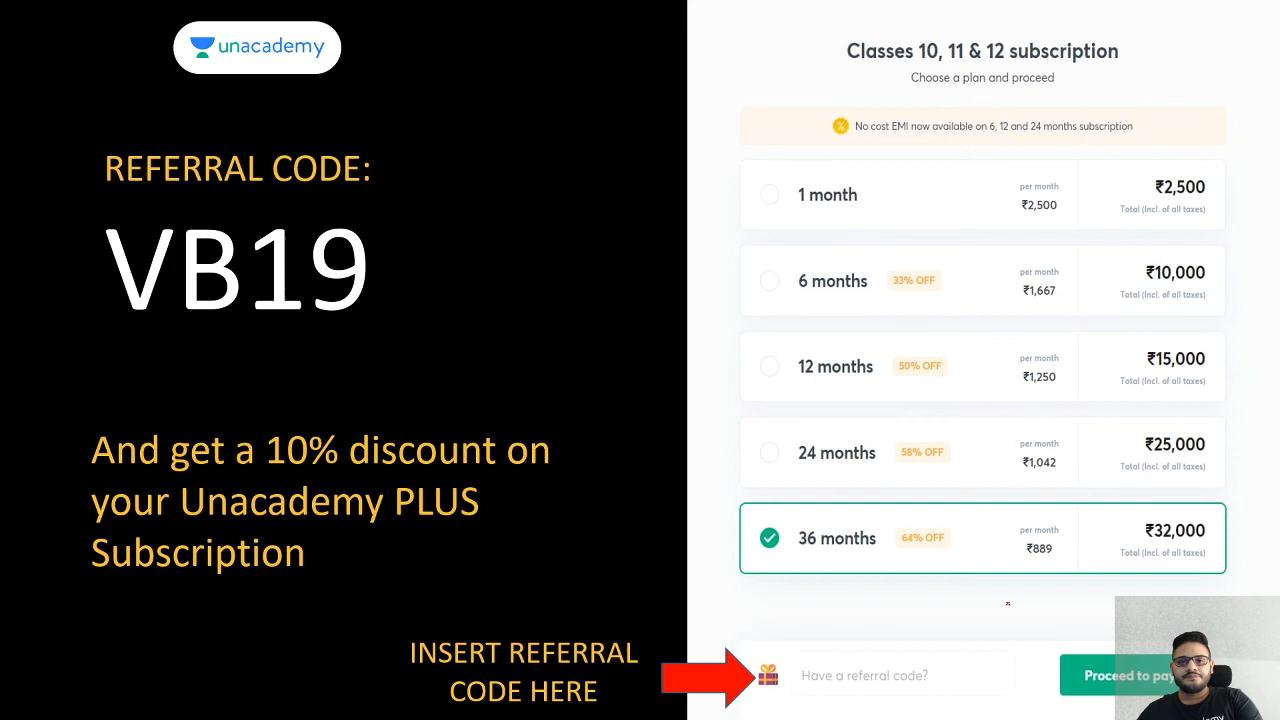 unacademy
REFERRAL CODE:
VB19
And get a 10% discount on
your Unacademy PLUS
Subscription
INSERT REFERRAL
CODE HERE
Classes 10, 11 & 12 subscription
Choose a plan and proceed
No cost EMI now available on 6, 12 and 24 months subscription
1 month
per month
₹2,500
₹2,500
Total (Incl. of all taxes)
6 months
33% OFF
per month
₹1,667
₹10,000
Total (Incl. of all taxes)
12 months
50% OFF
per month
₹1,250
₹15,000
Total (Incl. of all taxes)
24 months
58% OFF
per month
₹1,042
₹25,000
Total (Incl. of all taxes)
36 months
64% OFF
per month
₹889
₹32,000
Total (Incl. of all taxes)
Have a referral code?
Proceed to pay